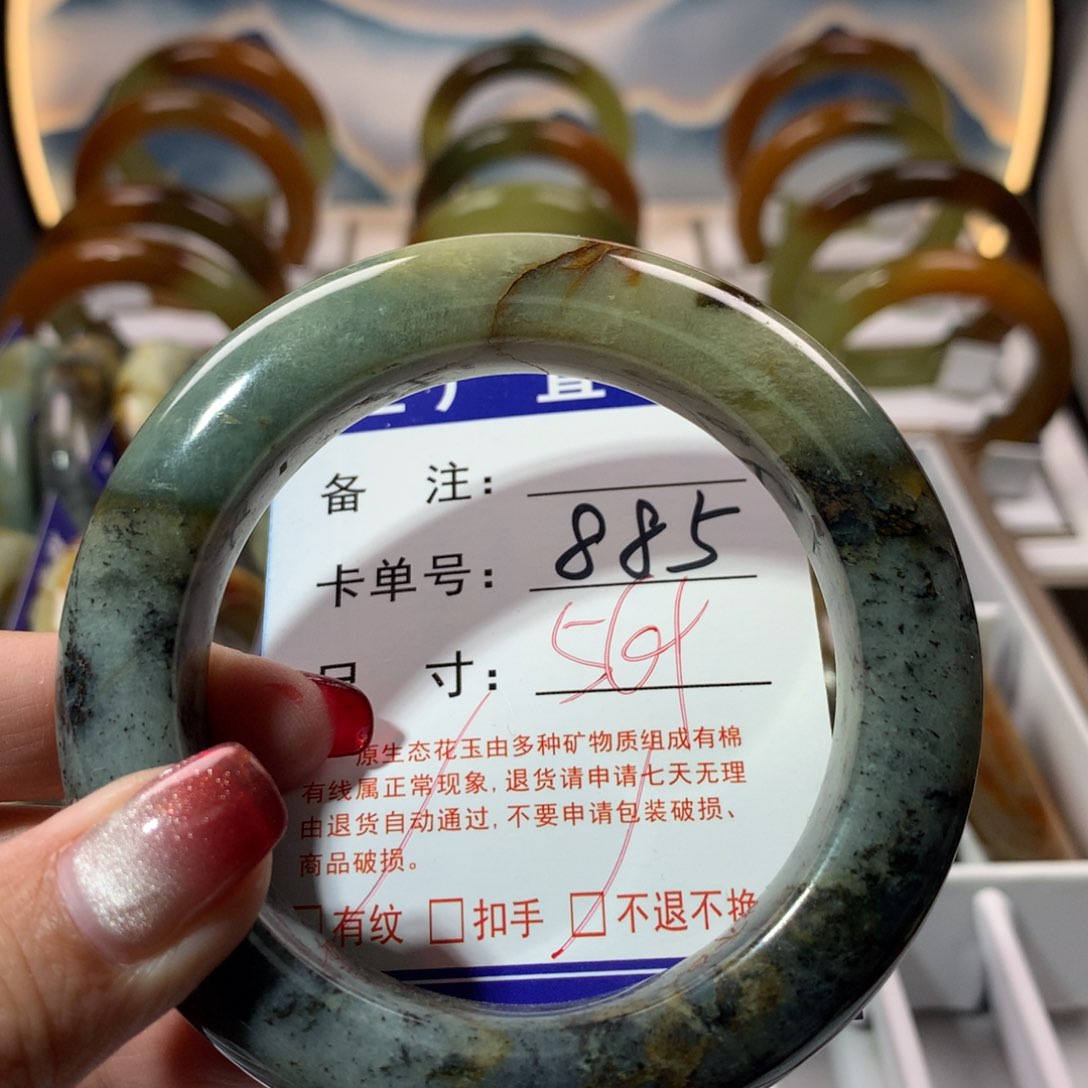 厂直
备 注：
卡单号：885
尺 寸：56
原生态花玉由多种矿物质组成有棉
有线属正常现象，退货请申请七天无理
由退货自动通过，不要申请包装破损、
商品破损。
□有纹 □扣手 □不退不换